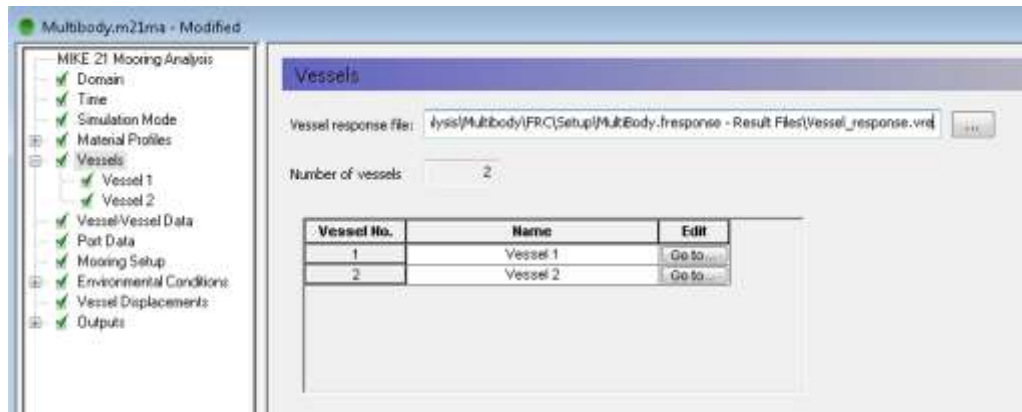 Multibody.m21ma - Modified
MIKE 21 Mooring Analysis
Domain
Time
Simulation Mode
Material Profiles
Vessels
Vessel 1
Vessel 2
Vessel-Vessel Data
Port Data
Mooring Setup
Environmental Conditions
Vessel Displacements
Outputs
Vessels
Vessel response file: lysis\Multibody\FRC\Setup\MultiBody.fresponse - Result Files\Vessel_response.vre
...
Number of vessels 2
Vessel No. Name Edit
1 Vessel 1 Go to...
2 Vessel 2 Go to...